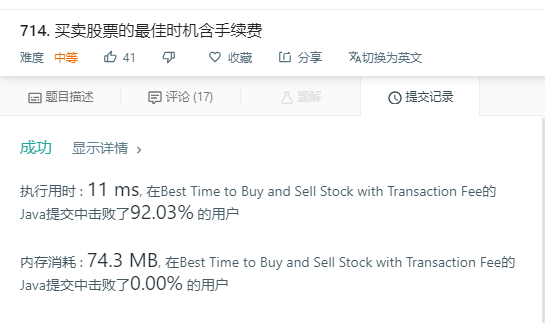 714. 买卖股票的最佳时机含手续费
难度 中等 41 收藏 分享 切换为英文
题目描述 评论 (17) 题解 提交记录
成功 显示详情 ›
执行用时 : 11 ms, 在Best Time to Buy and Sell Stock with Transaction Fee的
Java提交中击败了92.03% 的用户
内存消耗 : 74.3 MB, 在Best Time to Buy and Sell Stock with Transaction Fee的
Java提交中击败了0.00% 的用户